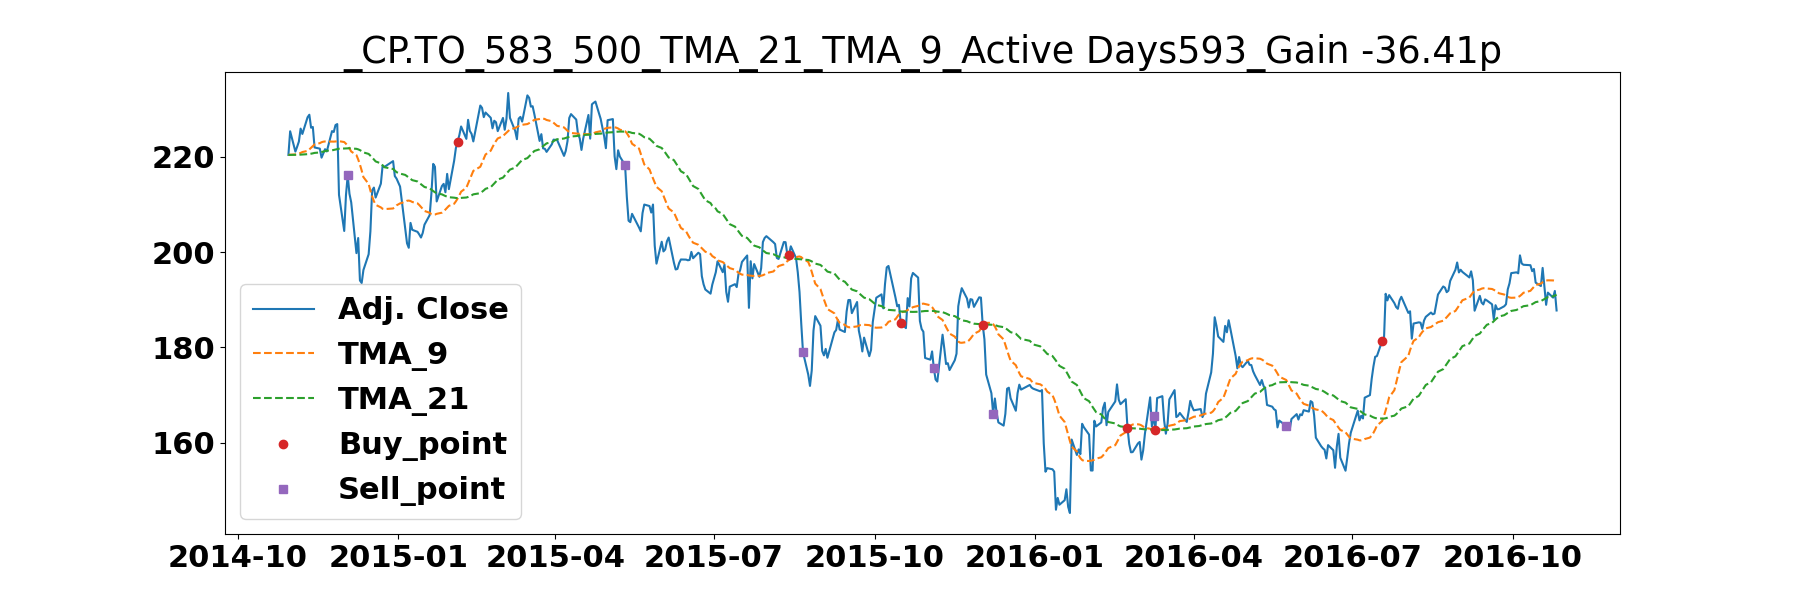 _CP.TO_583_500_TMA_21_TMA_9_Active Days593_Gain -36.41p
220
200
180
160
Adj. Close
TMA_9
TMA_21
Buy_point
Sell_point
2014-10 2015-01 2015-04 2015-07 2015-10 2016-01 2016-04 2016-07 2016-10